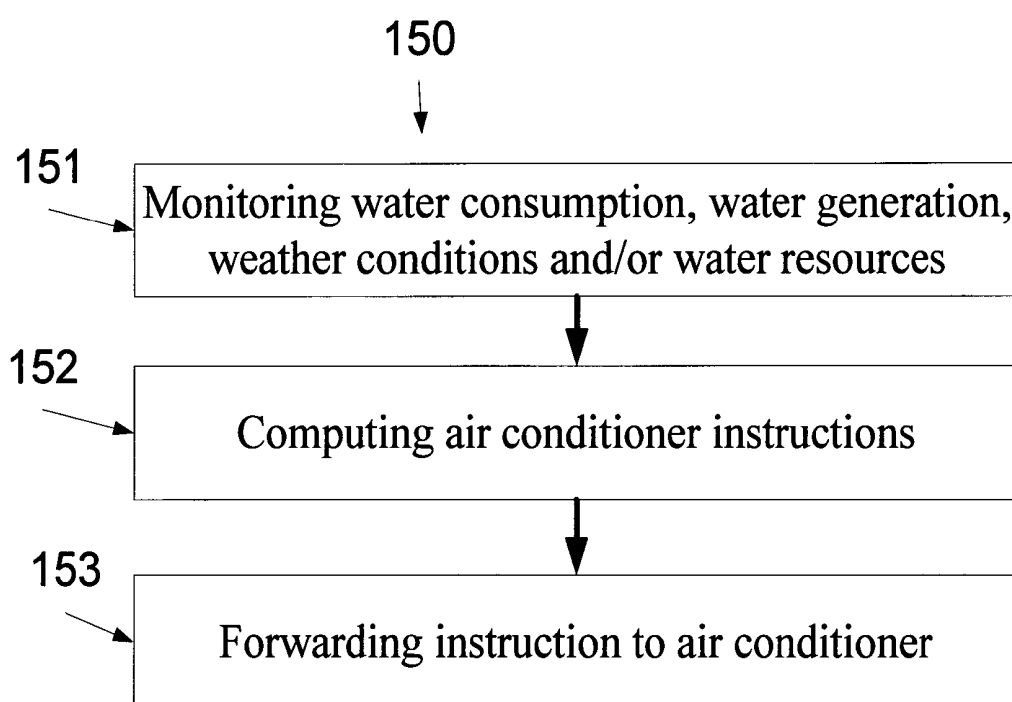 150
151
Monitoring water consumption, water generation,
weather conditions and/or water resources
152
Computing air conditioner instructions
153
Forwarding instruction to air conditioner